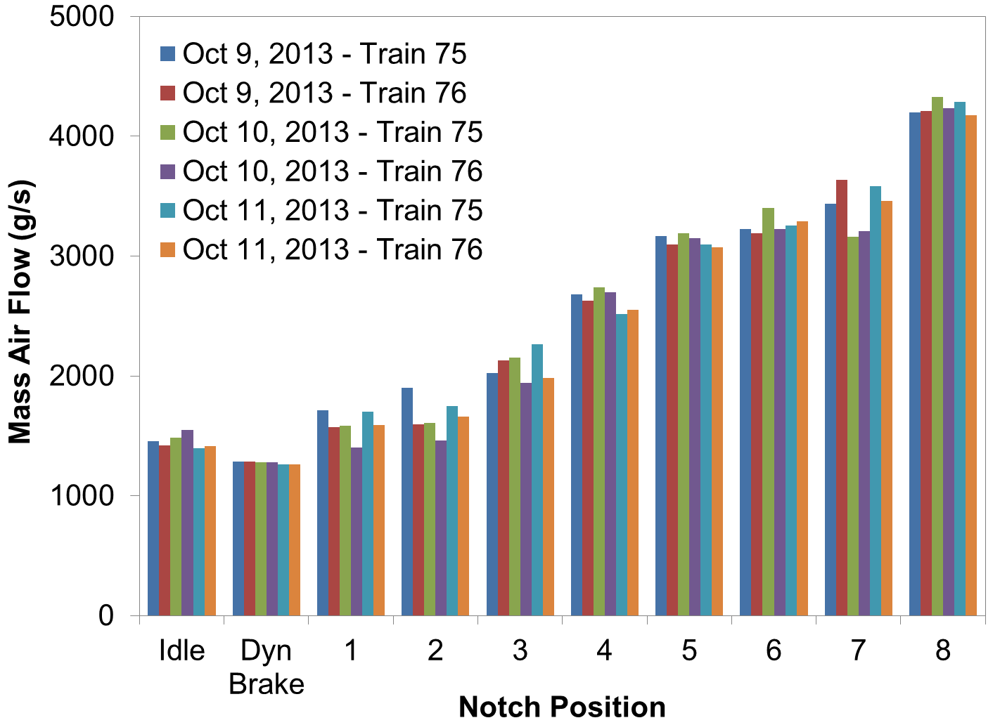 5000
4000
3000
2000
1000
0
Mass Air Flow (g/s)
Oct 9, 2013 - Train 75
Oct 9, 2013 - Train 76
Oct 10, 2013 - Train 75
Oct 10, 2013 - Train 76
Oct 11, 2013 - Train 75
Oct 11, 2013 - Train 76
Idle
Dyn
Brake
1
2
3
4
5
6
7
8
Notch Position